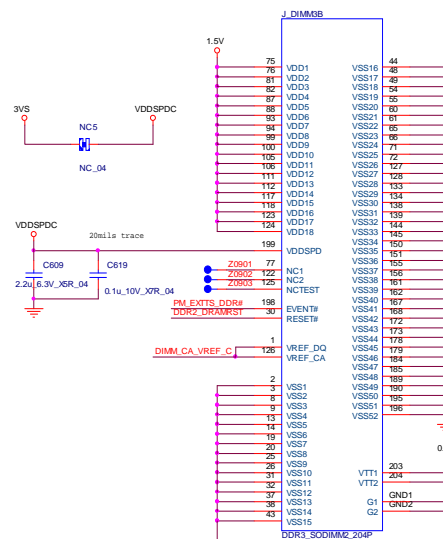 J_DIMM3B
1.5V
75 VDD1 VSS16 44
76 VDD2 VSS17 48
81 VDD3 VSS18 49
82 VDD4 VSS19 54
87 VDD5 VSS20 55
88 VDD6 VSS21 60
93 VDD7 VSS22 61
94 VDD8 VSS23 65
99 VDD9 VSS24 66
100 VDD10 VSS25 71
105 VDD11 VSS26 72
106 VDD12 VSS27 127
111 VDD13 VSS28 128
112 VDD14 VSS29 133
117 VDD15 VSS30 134
118 VDD16 VSS31 138
123 VDD17 VSS32 139
124 VDD18 VSS33 144
VSS34 145
199 VDDSPD VSS35 150
VSS36 151
Z0901 77 NC1 VSS37 155
Z0902 122 NC2 VSS38 156
Z0903 125 NCTEST VSS39 161
VSS40 162
PM_EXTTS_DDR# 198 EVENT# VSS41 167
DDR2_DRAMRST 30 RESET# VSS42 168
VSS43 172
VSS44 173
1 VREF_DQ VSS45 178
DIMM_CA_VREF_C 126 VREF_CA VSS46 179
VSS47 184
VSS48 185
2 VSS1 VSS49 189
3 VSS2 VSS50 190
8 VSS3 VSS51 195
9 VSS4 VSS52 196
13 VSS5
14 VSS6
19 VSS7
20 VSS8
25 VSS9
26 VSS10 VTT1 203
31 VSS11 VTT2 204
32 VSS12
37 VSS13 G1 GND1
38 VSS14 G2 GND2
43 VSS15
DDR3_SODIMM2_204P
3VS
VDDSPDC
NC5
NC_04
VDDSPDC
20mils trace
C609
2.2u_6.3V_X5R_04
C619
0.1u_10V_X7R_04